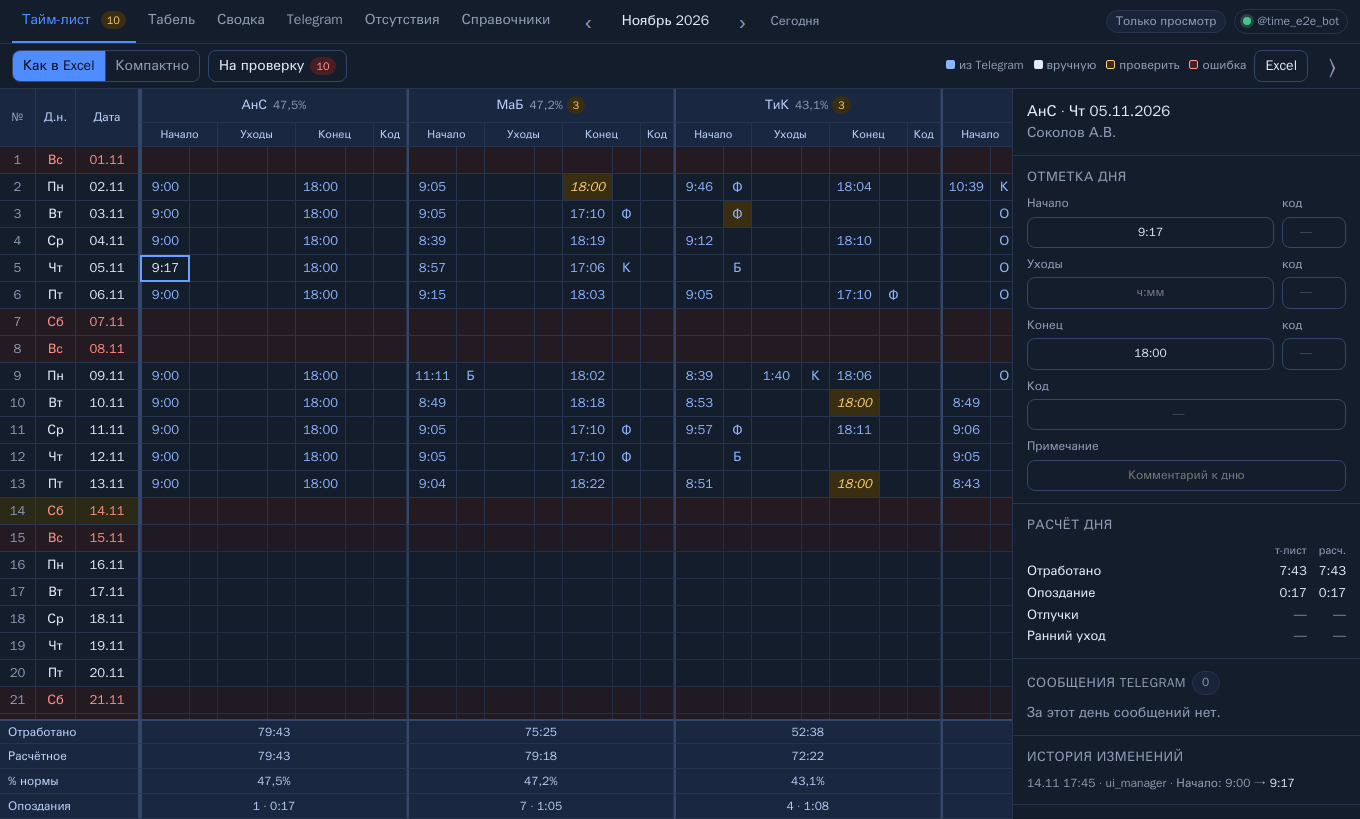 Тайм-лист 10 Табель Сводка Telegram Отсутствия Справочники ‹ Ноябрь 2026 › Сегодня Только просмотр @time_e2e_bot
Как в Excel Компактно На проверку 10 из Telegram вручную проверить ошибка Excel ⟩
№ Д.н. Дата АнС 47,5% МаБ 47,2% 3 ТиК 43,1% 3
Начало Уходы Конец Код Начало Уходы Конец Код Начало Уходы Конец Код Начало
1 Вс 01.11
2 Пн 02.11 9:00 18:00 9:05 18:00 9:46 Ф 18:04 10:39 К
3 Вт 03.11 9:00 18:00 9:05 17:10 Ф Ф О
4 Ср 04.11 9:00 18:00 8:39 18:19 9:12 18:10 О
5 Чт 05.11 9:17 18:00 8:57 17:06 К Б О
6 Пт 06.11 9:00 18:00 9:15 18:03 9:05 17:10 Ф О
7 Сб 07.11
8 Вс 08.11
9 Пн 09.11 9:00 18:00 11:11 Б 18:02 8:39 1:40 К 18:06 О
10 Вт 10.11 9:00 18:00 8:49 18:18 8:53 18:00 8:49
11 Ср 11.11 9:00 18:00 9:05 17:10 Ф 9:57 Ф 18:11 9:06
12 Чт 12.11 9:00 18:00 9:05 17:10 Ф Б 9:05
13 Пт 13.11 9:00 18:00 9:04 18:22 8:51 18:00 8:43
14 Сб 14.11
15 Вс 15.11
16 Пн 16.11
17 Вт 17.11
18 Ср 18.11
19 Чт 19.11
20 Пт 20.11
21 Сб 21.11
Отработано 79:43 75:25 52:38
Расчётное 79:43 79:18 72:22
% нормы 47,5% 47,2% 43,1%
Опоздания 1 · 0:17 7 · 1:05 4 · 1:08
АнС · Чт 05.11.2026
Соколов А.В.
ОТМЕТКА ДНЯ
Начало код
9:17 —
Уходы код
ч:мм —
Конец код
18:00 —
Код
—
Примечание
Комментарий к дню
РАСЧЁТ ДНЯ
т-лист расч.
Отработано 7:43 7:43
Опоздание 0:17 0:17
Отлучки — —
Ранний уход — —
СООБЩЕНИЯ TELEGRAM 0
За этот день сообщений нет.
ИСТОРИЯ ИЗМЕНЕНИЙ
14.11 17:45 · ui_manager · Начало: 9:00 → 9:17